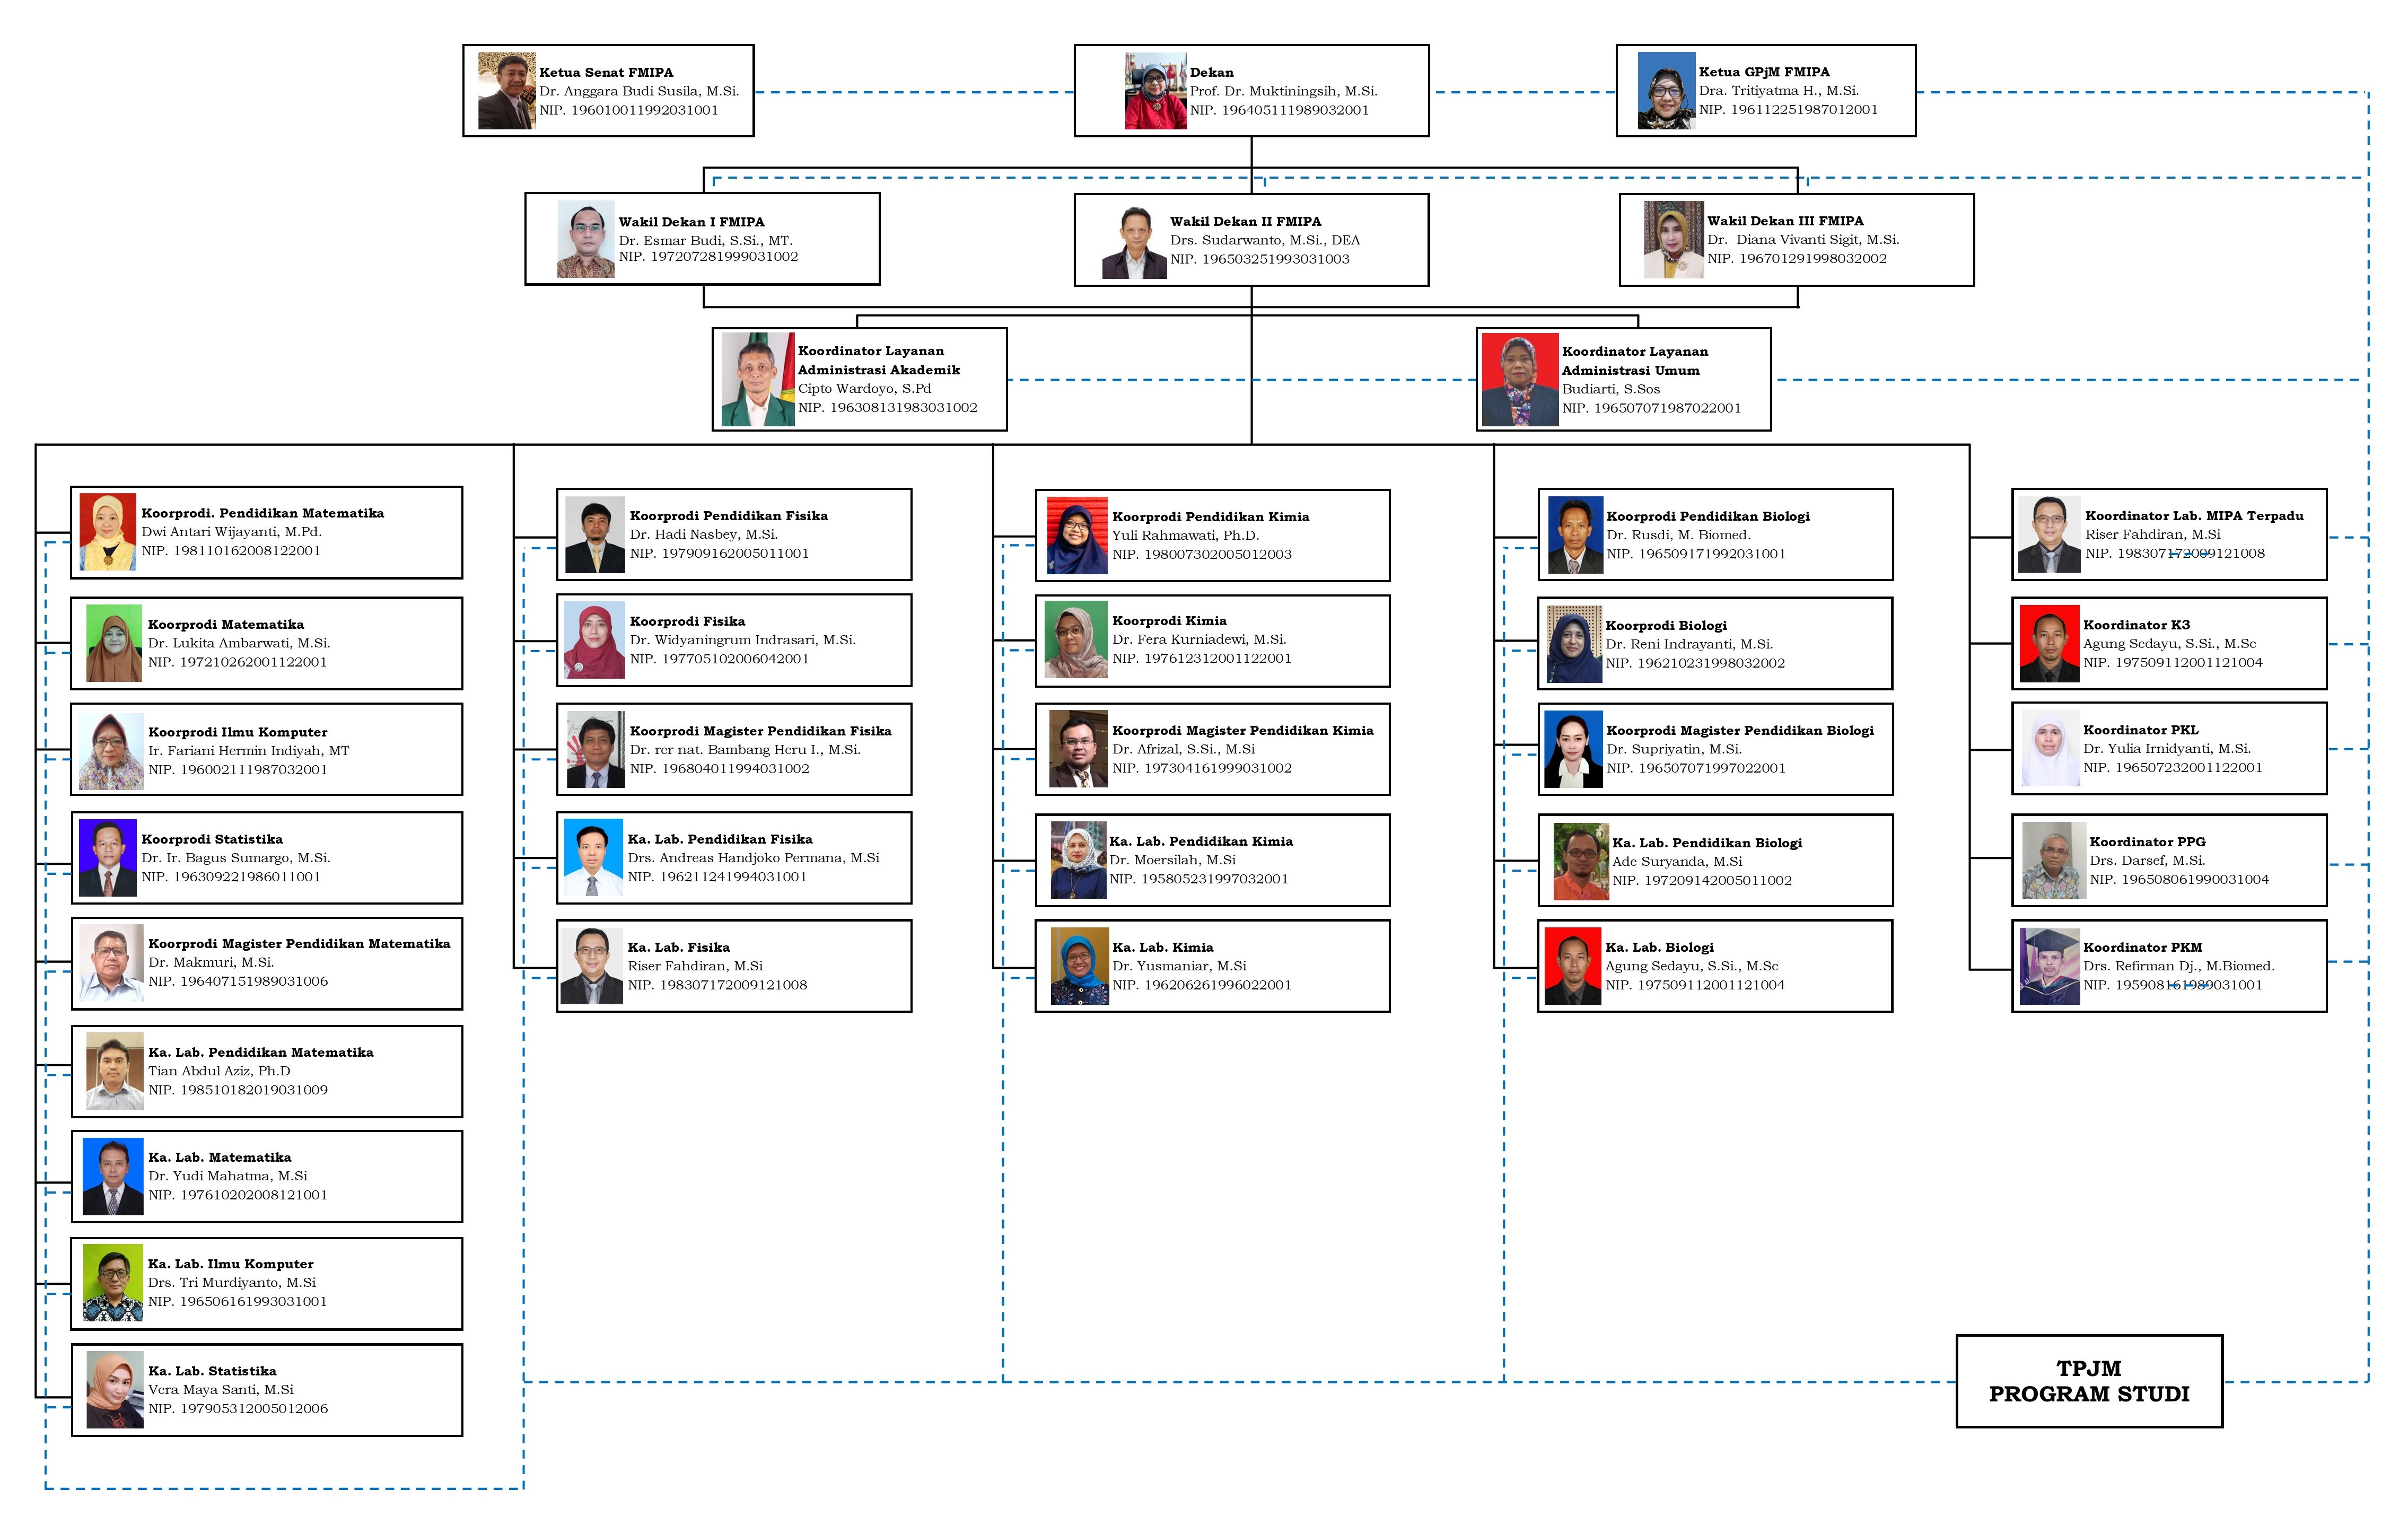 Ketua Senat FMIPA
Dr. Anggara Budi Susila, M.Si.
NIP. 196010011992031001
Dekan
Prof. Dr. Muktiningsih, M.Si.
NIP. 196405111989032001
Ketua GPjM FMIPA
Dra. Tritiyatma H., M.Si.
NIP. 196112251987012001
Wakil Dekan I FMIPA
Dr. Esmar Budi, S.Si., MT.
NIP. 197207281999031002
Wakil Dekan II FMIPA
Drs. Sudarwanto, M.Si., DEA
NIP. 196503251993031003
Wakil Dekan III FMIPA
Dr. Diana Vivanti Sigit, M.Si.
NIP. 196701291998032002
Koordinator Layanan
Administrasi Akademik
Cipto Wardoyo, S.Pd
NIP. 196308131983031002
Koordinator Layanan
Administrasi Umum
Budiarti, S.Sos
NIP. 196507071987022001
Koorprodi. Pendidikan Matematika
Dwi Antari Wijayanti, M.Pd.
NIP. 198110162008122001
Koorprodi Matematika
Dr. Lukita Ambarwati, M.Si.
NIP. 197210262001122001
Koorprodi Ilmu Komputer
Ir. Fariani Hermin Indiyah, MT
NIP. 196002111987032001
Koorprodi Statistika
Dr. Ir. Bagus Sumargo, M.Si.
NIP. 196309221986011001
Koorprodi Magister Pendidikan Matematika
Dr. Makmuri, M.Si.
NIP. 196407151989031006
Ka. Lab. Pendidikan Matematika
Tian Abdul Aziz, Ph.D
NIP. 198510182019031009
Ka. Lab. Matematika
Dr. Yudi Mahatma, M.Si
NIP. 197610202008121001
Ka. Lab. Ilmu Komputer
Drs. Tri Murdiyanto, M.Si
NIP. 196506161993031001
Ka. Lab. Statistika
Vera Maya Santi, M.Si
NIP. 197905312005012006
Koorprodi Pendidikan Fisika
Dr. Hadi Nasbey, M.Si.
NIP. 197909162005011001
Koorprodi Fisika
Dr. Widyaningrum Indrasari, M.Si.
NIP. 197705102006042001
Koorprodi Magister Pendidikan Fisika
Dr. rer nat. Bambang Heru I., M.Si.
NIP. 196804011994031002
Ka. Lab. Pendidikan Fisika
Drs. Andreas Handjoko Permana, M.Si
NIP. 196211241994031001
Ka. Lab. Fisika
Riser Fahdiran, M.Si
NIP. 198307172009121008
Koorprodi Pendidikan Kimia
Yuli Rahmawati, Ph.D.
NIP. 198007302005012003
Koorprodi Kimia
Dr. Fera Kurniadewi, M.Si.
NIP. 197612312001122001
Koorprodi Magister Pendidikan Kimia
Dr. Afrizal, S.Si., M.Si
NIP. 197304161999031002
Ka. Lab. Pendidikan Kimia
Dr. Moersilah, M.Si
NIP. 195805231997032001
Ka. Lab. Kimia
Dr. Yusmaniar, M.Si
NIP. 196206261996022001
Koorprodi Pendidikan Biologi
Dr. Rusdi, M. Biomed.
NIP. 196509171992031001
Koorprodi Biologi
Dr. Reni Indrayanti, M.Si.
NIP. 196210231998032002
Koorprodi Magister Pendidikan Biologi
Dr. Supriyatin, M.Si.
NIP. 196507071997022001
Ka. Lab. Pendidikan Biologi
Ade Suryanda, M.Si
NIP. 197209142005011002
Ka. Lab. Biologi
Agung Sedayu, S.Si., M.Sc
NIP. 197509112001121004
Koordinator Lab. MIPA Terpadu
Riser Fahdiran, M.Si
NIP. 198307172009121008
Koordinator K3
Agung Sedayu, S.Si., M.Sc
NIP. 197509112001121004
Koordinator PKL
Dr. Yulia Irnidyanti, M.Si.
NIP. 196507232001122001
Koordinator PPG
Drs. Darsef, M.Si.
NIP. 196508061990031004
Koordinator PKM
Drs. Refirman Dj., M.Biomed.
NIP. 195908161989031001
TPJM
PROGRAM STUDI